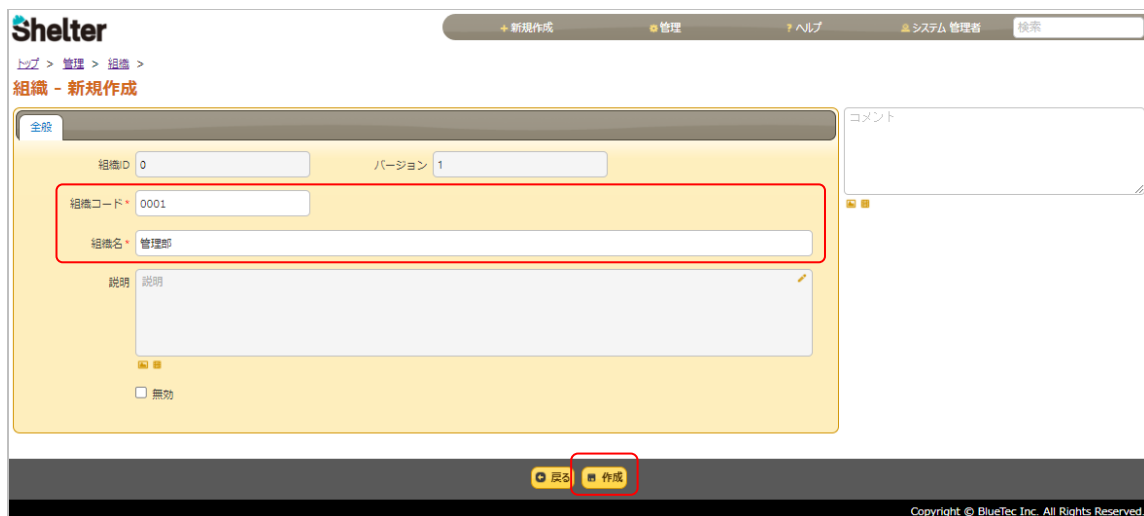 Shelter
新規作成 管理 ? ヘルプ システム 管理者 検索
トップ > 管理 > 組織 >
組織 - 新規作成
全般
コメント
組織ID 0 バージョン 1
組織コード* 0001
組織名* 管理部
説明 説明
無効
戻る 作成
Copyright © BlueTec Inc. All Rights Reserved